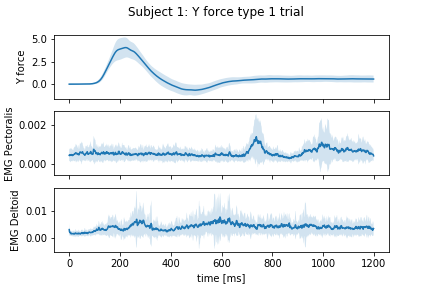 Subject 1: Y force type 1 trial
Y force
5.0
2.5
0.0
EMG Pectoralis
0.002
0.000
EMG Deltoid
0.01
0.00
0 200 400 600 800 1000 1200
time [ms]